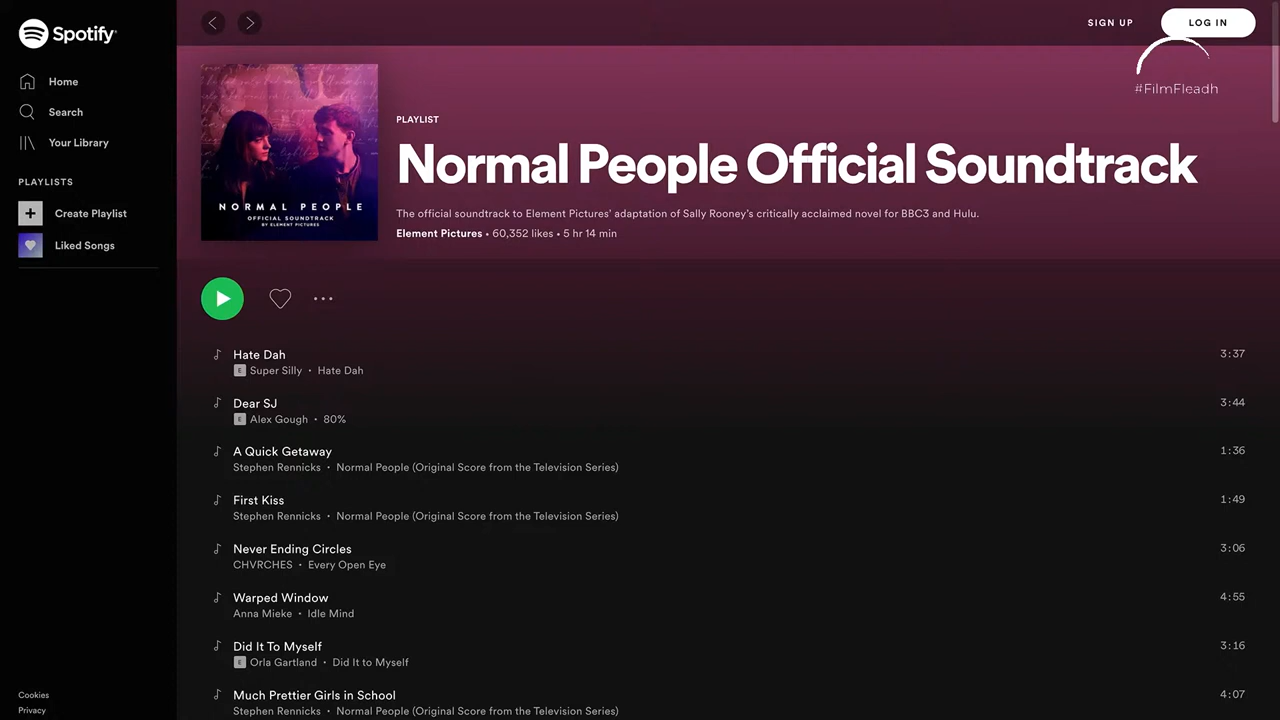 Spotify
SIGN UP
LOG IN
#FilmFleadh
Home
Search
Your Library
PLAYLISTS
Create Playlist
Liked Songs
Cookies
Privacy
NORMAL PEOPLE
OFFICIAL SOUNDTRACK
BY ELEMENT PICTURES
PLAYLIST
Normal People Official Soundtrack
The official soundtrack to Element Pictures' adaptation of Sally Rooney's critically acclaimed novel for BBC3 and Hulu.
Element Pictures • 60,352 likes • 5 hr 14 min
Hate Dah 3:37
E Super Silly • Hate Dah
Dear SJ 3:44
E Alex Gough • 80%
A Quick Getaway 1:36
Stephen Rennicks • Normal People (Original Score from the Television Series)
First Kiss 1:49
Stephen Rennicks • Normal People (Original Score from the Television Series)
Never Ending Circles 3:06
CHVRCHES • Every Open Eye
Warped Window 4:55
Anna Mieke • Idle Mind
Did It To Myself 3:16
E Orla Gartland • Did It to Myself
Much Prettier Girls in School 4:07
Stephen Rennicks • Normal People (Original Score from the Television Series)